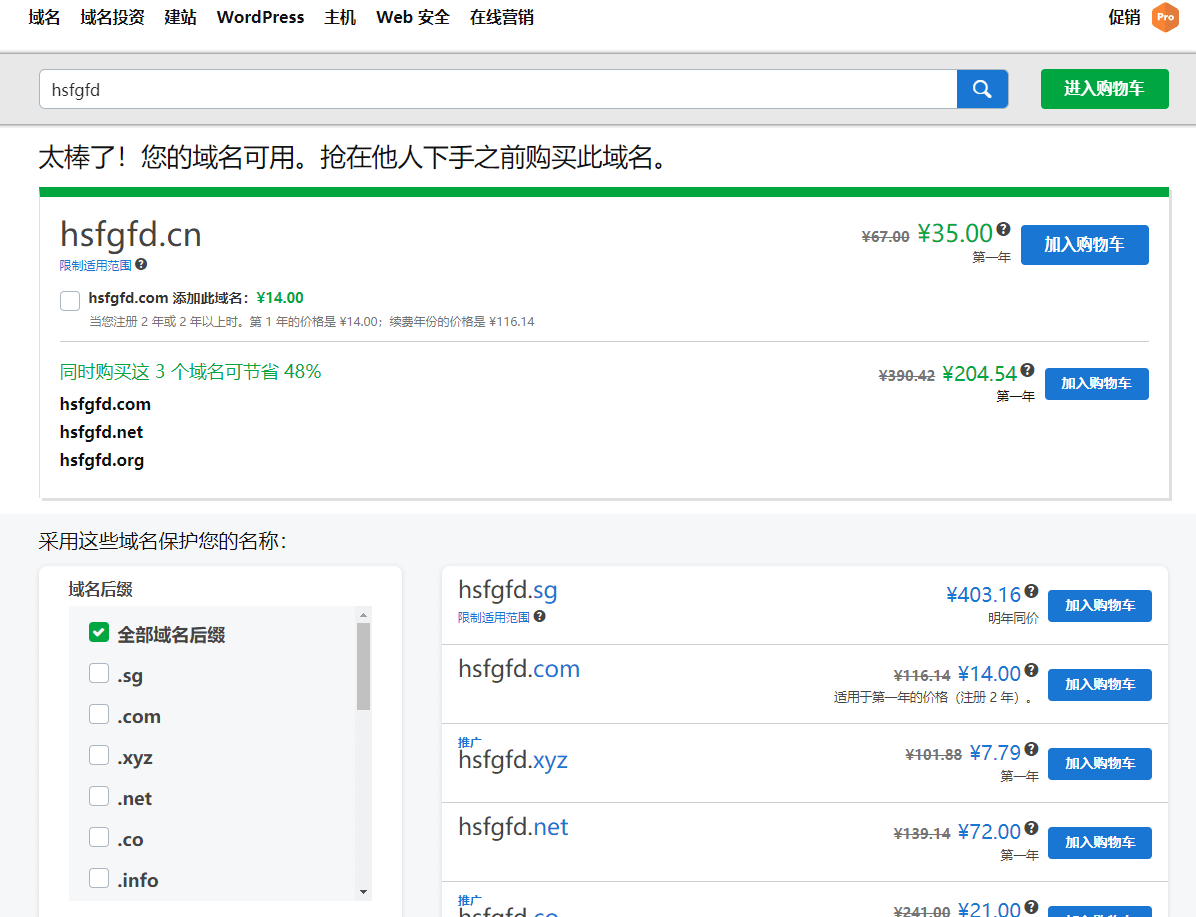 域名 域名投资 建站 WordPress 主机 Web 安全 在线营销 促销 Pro
hsfgfd 进入购物车
太棒了！您的域名可用。抢在他人下手之前购买此域名。
hsfgfd.cn ¥67.00 ¥35.00 ? 加入购物车
限制适用范围 ? 第一年
hsfgfd.com 添加此域名：¥14.00
当您注册 2 年或 2 年以上时。第 1 年的价格是 ¥14.00；续费年份的价格是 ¥116.14
同时购买这 3 个域名可节省 48% ¥390.42 ¥204.54 ? 加入购物车
第一年
hsfgfd.com
hsfgfd.net
hsfgfd.org
采用这些域名保护您的名称：
域名后缀
全部域名后缀
.sg
.com
.xyz
.net
.co
.info
hsfgfd.sg ¥403.16 ? 加入购物车
限制适用范围 ? 明年同价
hsfgfd.com ¥116.14 ¥14.00 ? 加入购物车
适用于第一年的价格（注册 2 年）。
推广
hsfgfd.xyz ¥101.88 ¥7.79 ? 加入购物车
第一年
hsfgfd.net ¥139.14 ¥72.00 ? 加入购物车
第一年
推广
hsfgfd.co ¥241.00 ¥21.00 ? 加入购物车